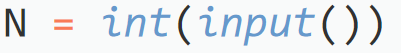 N = int(input())